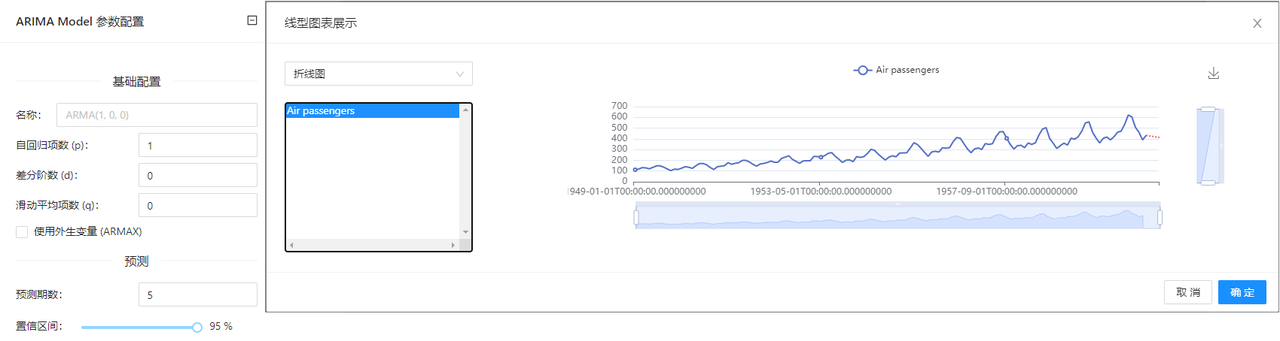 ARIMA Model 参数配置
基础配置
名称:
ARMA(1, 0, 0)
自回归项数 (p):
1
差分阶数 (d):
0
滑动平均项数 (q):
0
使用外生变量 (ARMAX)
预测
预测期数:
5
置信区间:
95 %
线型图表展示
折线图
Air passengers
Air passengers
700
600
500
400
300
200
100
0
1949-01-01T00:00:00.000000000
1953-05-01T00:00:00.000000000
1957-09-01T00:00:00.000000000
取 消
确 定